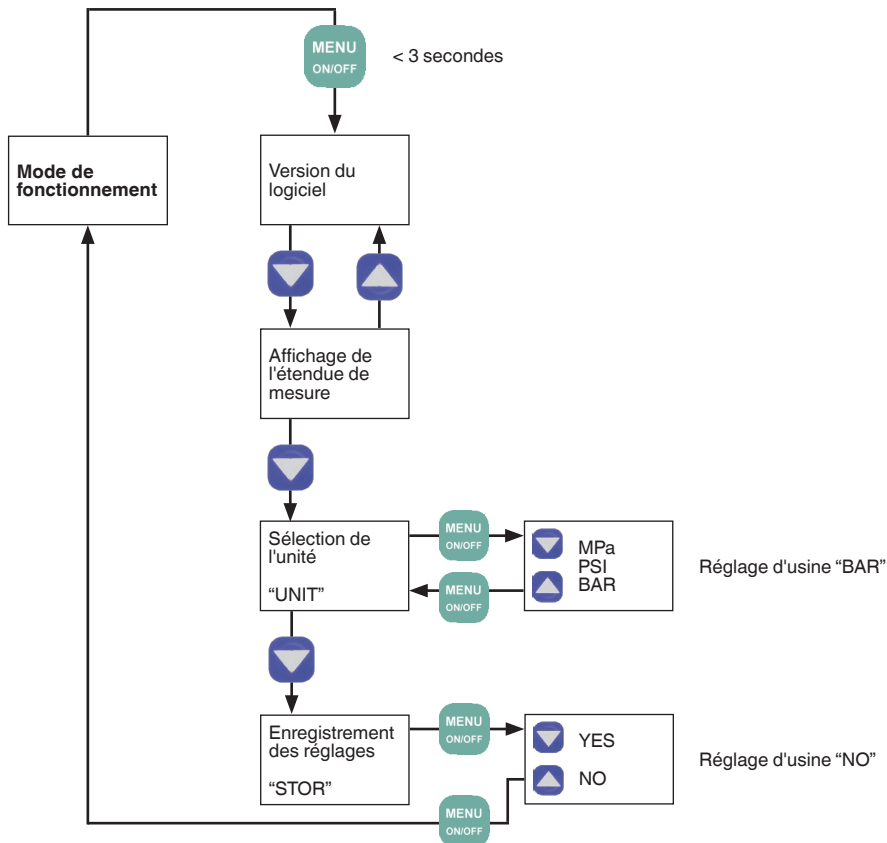 MENU
ON/OFF
< 3 secondes
Mode de
fonctionnement
Version du
logiciel
Affichage de
l'étendue de
mesure
Sélection de
l'unité
“UNIT”
MENU
ON/OFF
MENU
ON/OFF
MPa
PSI
BAR
Réglage d'usine “BAR”
Enregistrement
des réglages
“STOR”
MENU
ON/OFF
YES
NO
Réglage d'usine “NO”
MENU
ON/OFF